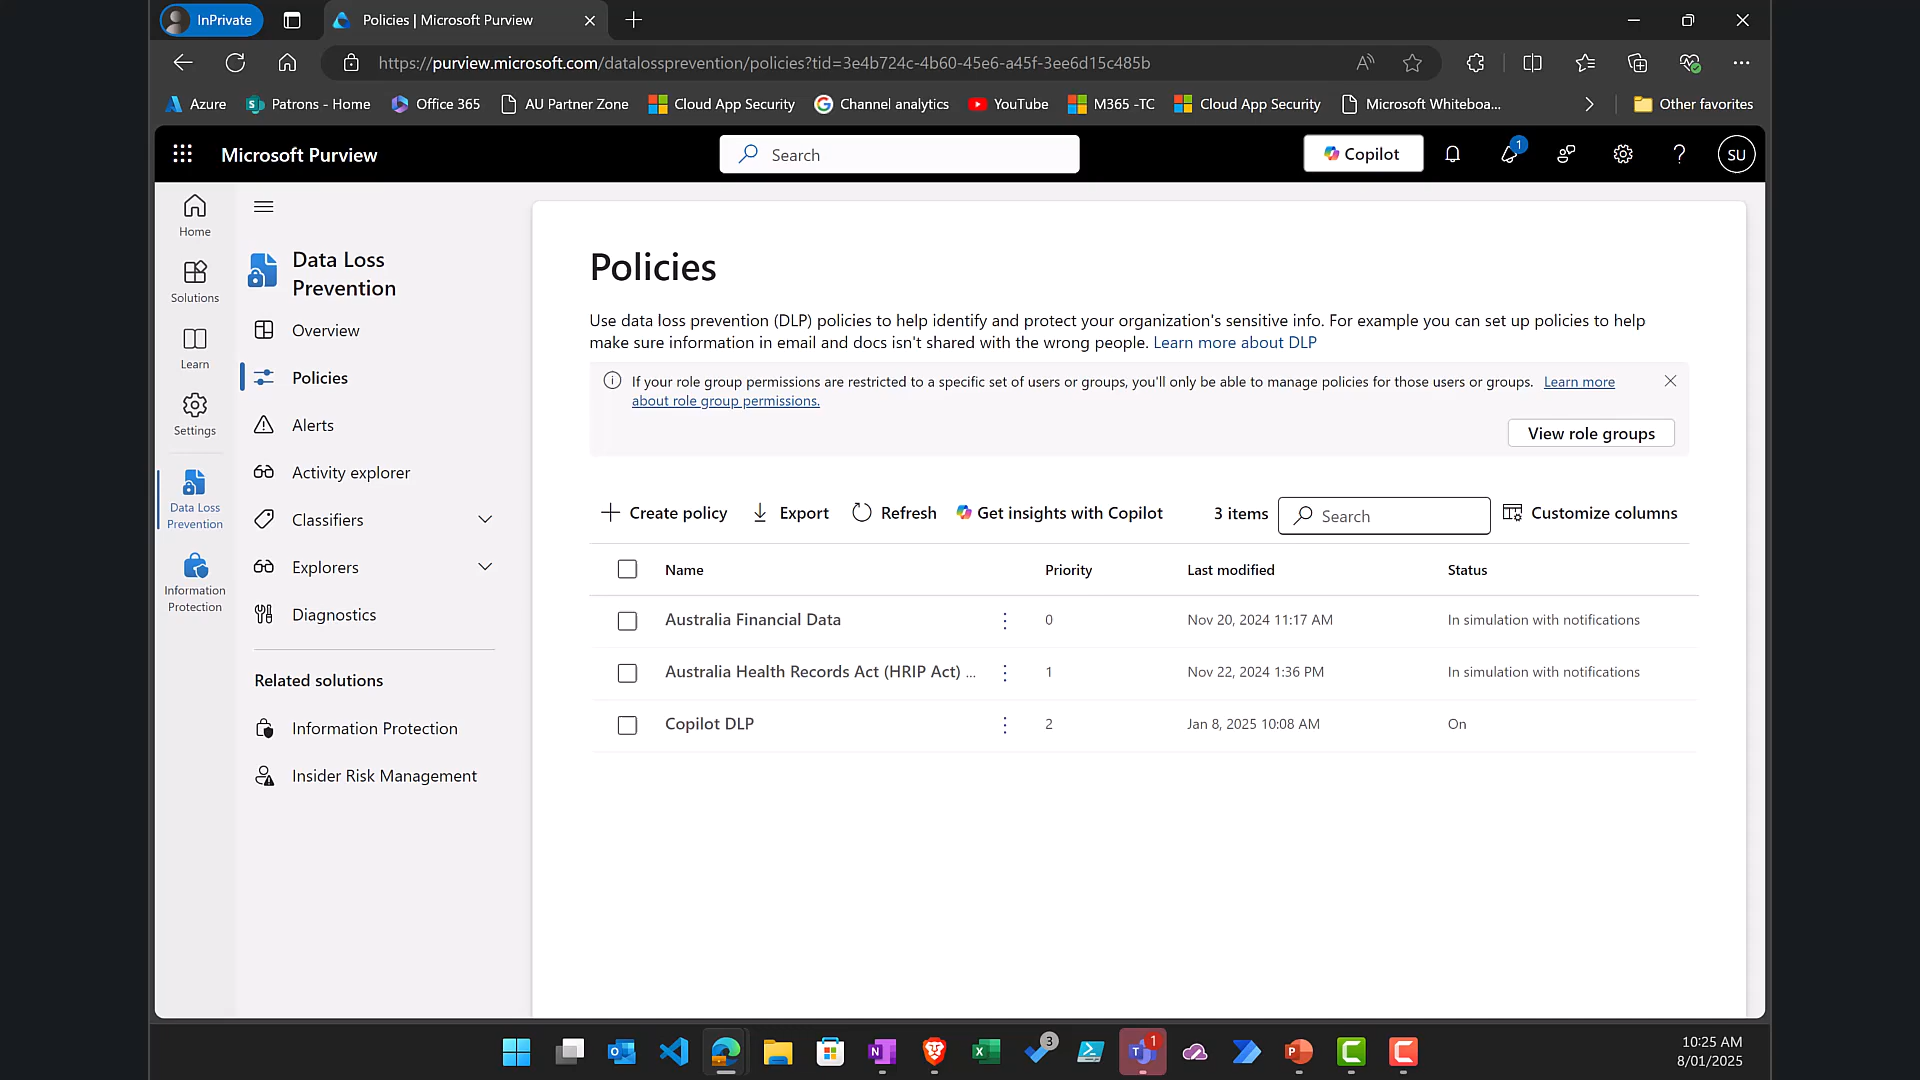 InPrivate
Policies | Microsoft Purview
https://purview.microsoft.com/datalossprevention/policies?tid=3e4b724c-4b60-45e6-a45f-3ee6d15c485b
Azure
Patrons - Home
Office 365
AU Partner Zone
Cloud App Security
Channel analytics
YouTube
M365 -TC
Cloud App Security
Microsoft Whiteboa...
Other favorites
Microsoft Purview
Search
Copilot
1
SU
Home
Solutions
Learn
Settings
Data Loss
Prevention
Information
Protection
Data Loss
Prevention
Overview
Policies
Alerts
Activity explorer
Classifiers
Explorers
Diagnostics
Related solutions
Information Protection
Insider Risk Management
Policies
Use data loss prevention (DLP) policies to help identify and protect your organization's sensitive info. For example you can set up policies to help
make sure information in email and docs isn't shared with the wrong people. Learn more about DLP
If your role group permissions are restricted to a specific set of users or groups, you'll only be able to manage policies for those users or groups. Learn more
about role group permissions.
View role groups
Create policy
Export
Refresh
Get insights with Copilot
3 items
Search
Customize columns
Name Priority Last modified Status
Australia Financial Data 0 Nov 20, 2024 11:17 AM In simulation with notifications
Australia Health Records Act (HRIP Act) ... 1 Nov 22, 2024 1:36 PM In simulation with notifications
Copilot DLP 2 Jan 8, 2025 10:08 AM On
3
1
10:25 AM
8/01/2025